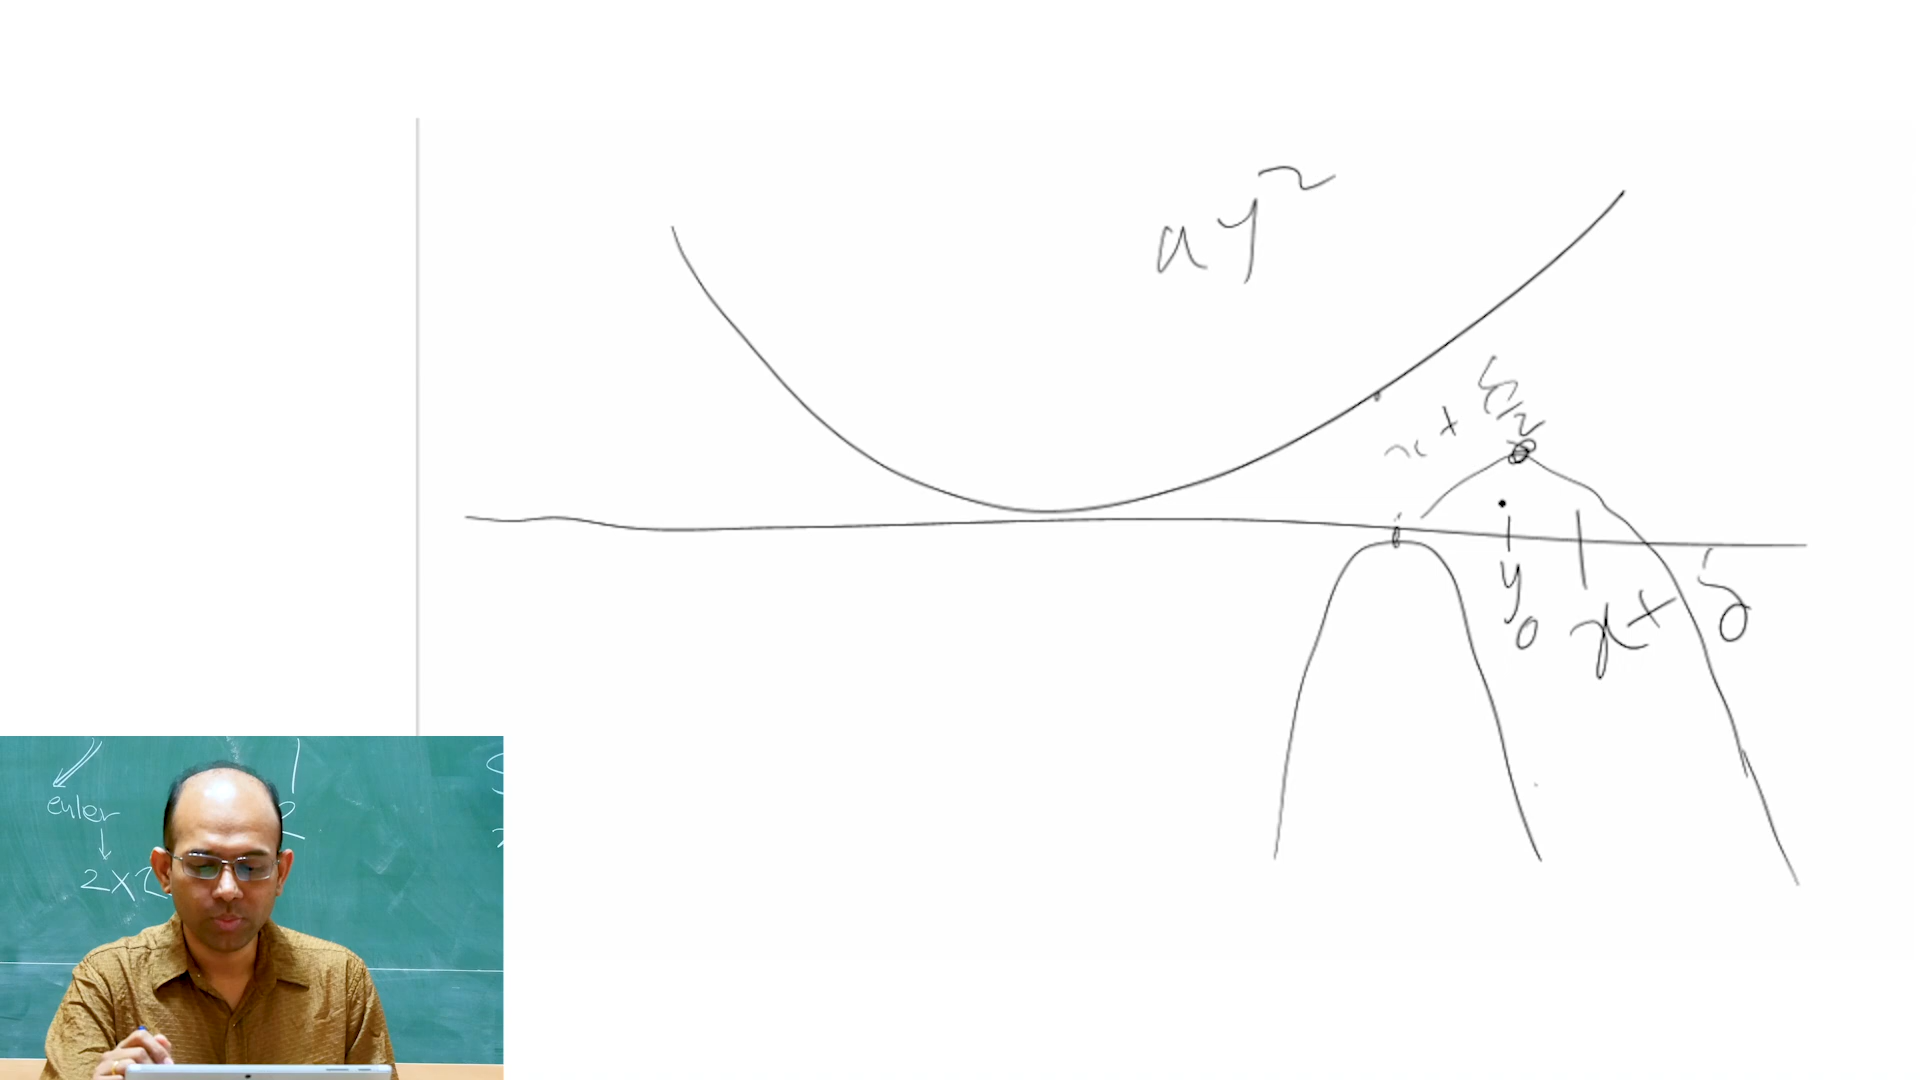 ay²
x + δ/2
y₀
x + δ
euler
2 x 2